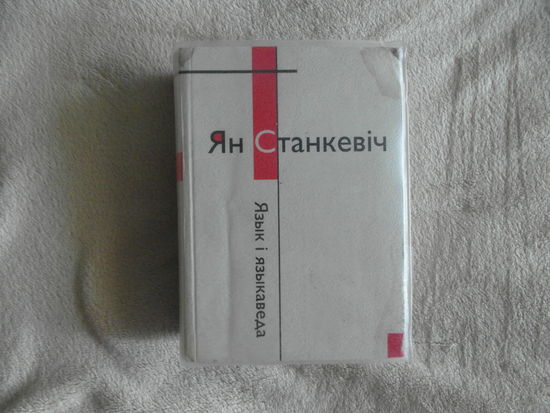 Ян Станкевіч
Язык і языкаведа